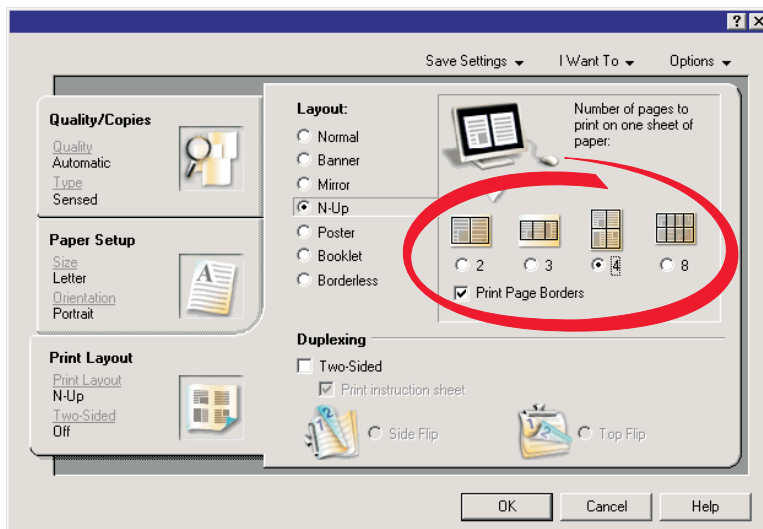 Save Settings
I Want To
Options
Quality/Copies
Quality
Automatic
Type
Sensed
Paper Setup
Size
Letter
Orientation
Portrait
Print Layout
Print Layout
N-Up
Two-Sided
Off
Layout:
Normal
Banner
Mirror
N-Up
Poster
Booklet
Borderless
Number of pages to
print on one sheet of
paper:
2
3
4
8
Print Page Borders
Duplexing
Two-Sided
Print instruction sheet
Side Flip
Top Flip
OK
Cancel
Help